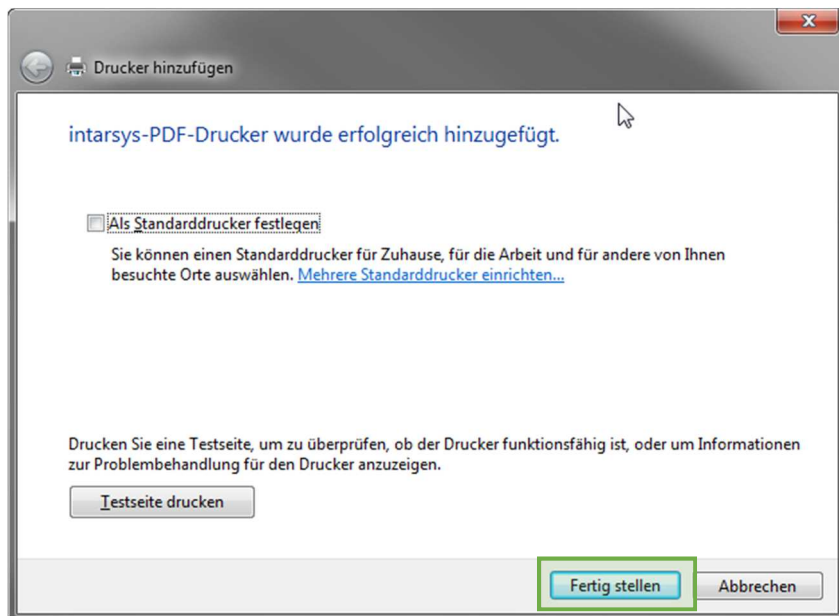 Drucker hinzufügen
intarsys-PDF-Drucker wurde erfolgreich hinzugefügt.
Als Standarddrucker festlegen
Sie können einen Standarddrucker für Zuhause, für die Arbeit und für andere von Ihnen
besuchte Orte auswählen. Mehrere Standarddrucker einrichten...
Drucken Sie eine Testseite, um zu überprüfen, ob der Drucker funktionsfähig ist, oder um Informationen
zur Problembehandlung für den Drucker anzuzeigen.
Testseite drucken
Fertig stellen Abbrechen